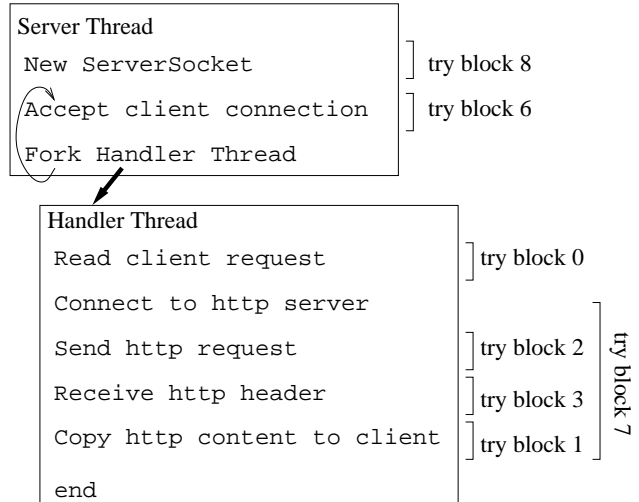 Server Thread
New ServerSocket
try block 8
Accept client connection
try block 6
Fork Handler Thread
Handler Thread
Read client request
try block 0
Connect to http server
Send http request
try block 2
Receive http header
try block 3
Copy http content to client
try block 1
try block 7
end